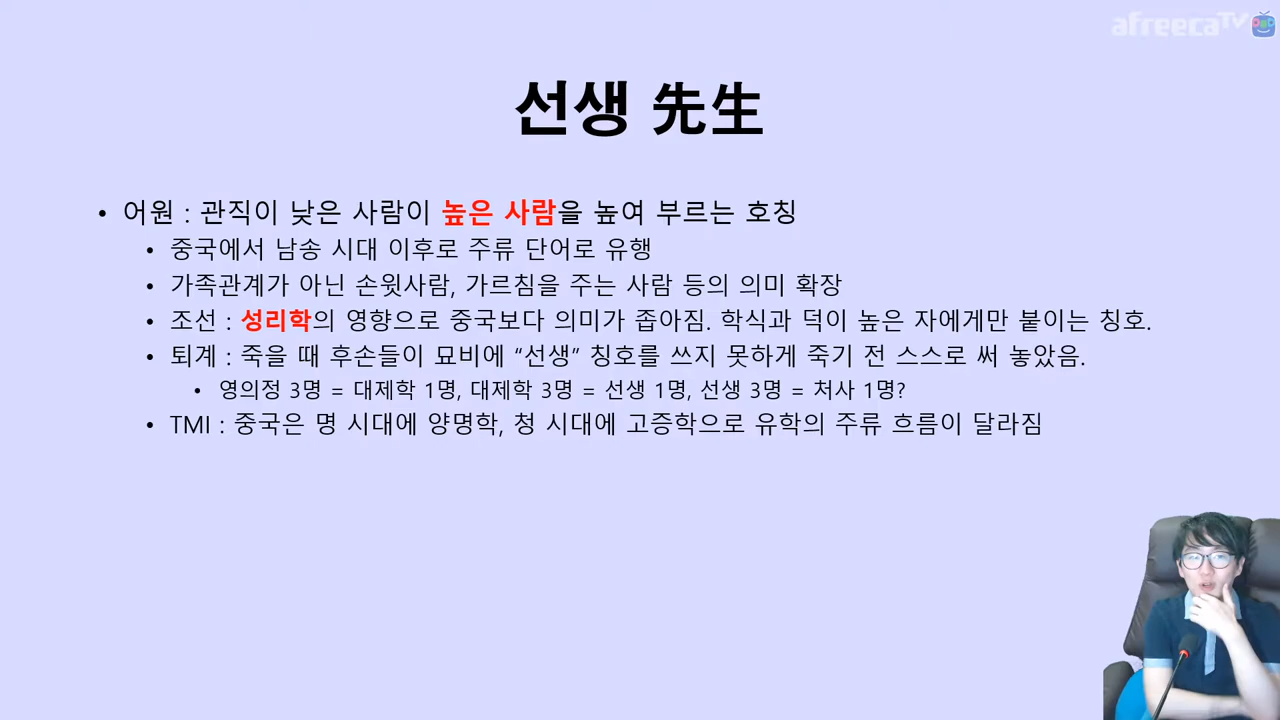 afreecaTV
선생 先生
• 어원 : 관직이 낮은 사람이 높은 사람을 높여 부르는 호칭
• 중국에서 남송 시대 이후로 주류 단어로 유행
• 가족관계가 아닌 손윗사람, 가르침을 주는 사람 등의 의미 확장
• 조선 : 성리학의 영향으로 중국보다 의미가 좁아짐. 학식과 덕이 높은 자에게만 붙이는 칭호.
• 퇴계 : 죽을 때 후손들이 묘비에 “선생” 칭호를 쓰지 못하게 죽기 전 스스로 써 놓았음.
• 영의정 3명 = 대제학 1명, 대제학 3명 = 선생 1명, 선생 3명 = 처사 1명?
• TMI : 중국은 명 시대에 양명학, 청 시대에 고증학으로 유학의 주류 흐름이 달라짐